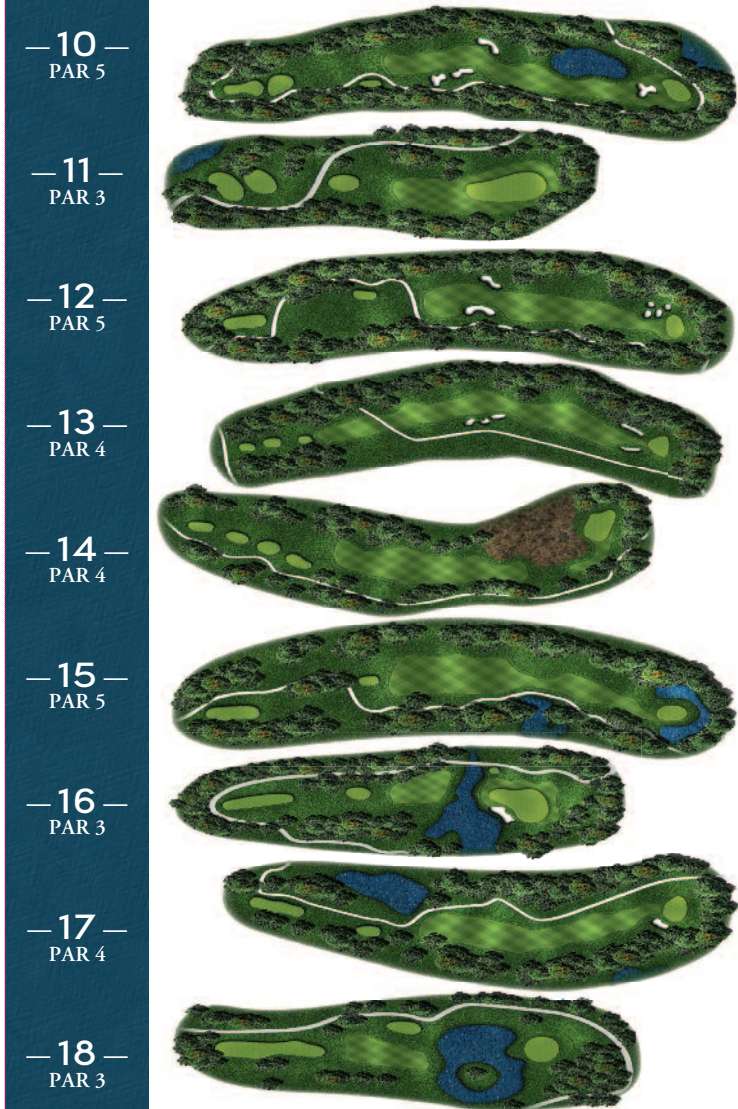 — 10 —
PAR 5
— 11 —
PAR 3
— 12 —
PAR 5
— 13 —
PAR 4
— 14 —
PAR 4
— 15 —
PAR 5
— 16 —
PAR 3
— 17 —
PAR 4
— 18 —
PAR 3